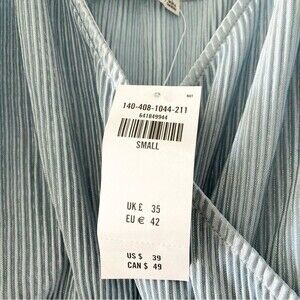 140-408-1044-211
641849944
SMALL
UK £ 35
EU € 42
US $ 39
CAN $ 49